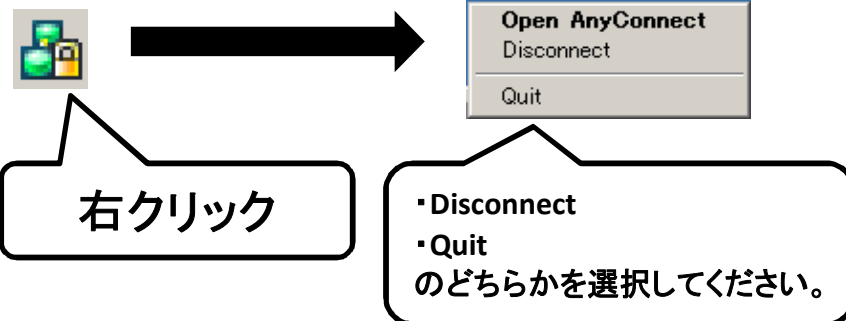 Open AnyConnect
Disconnect
Quit
右クリック
・Disconnect
・Quit
のどちらかを選択してください。